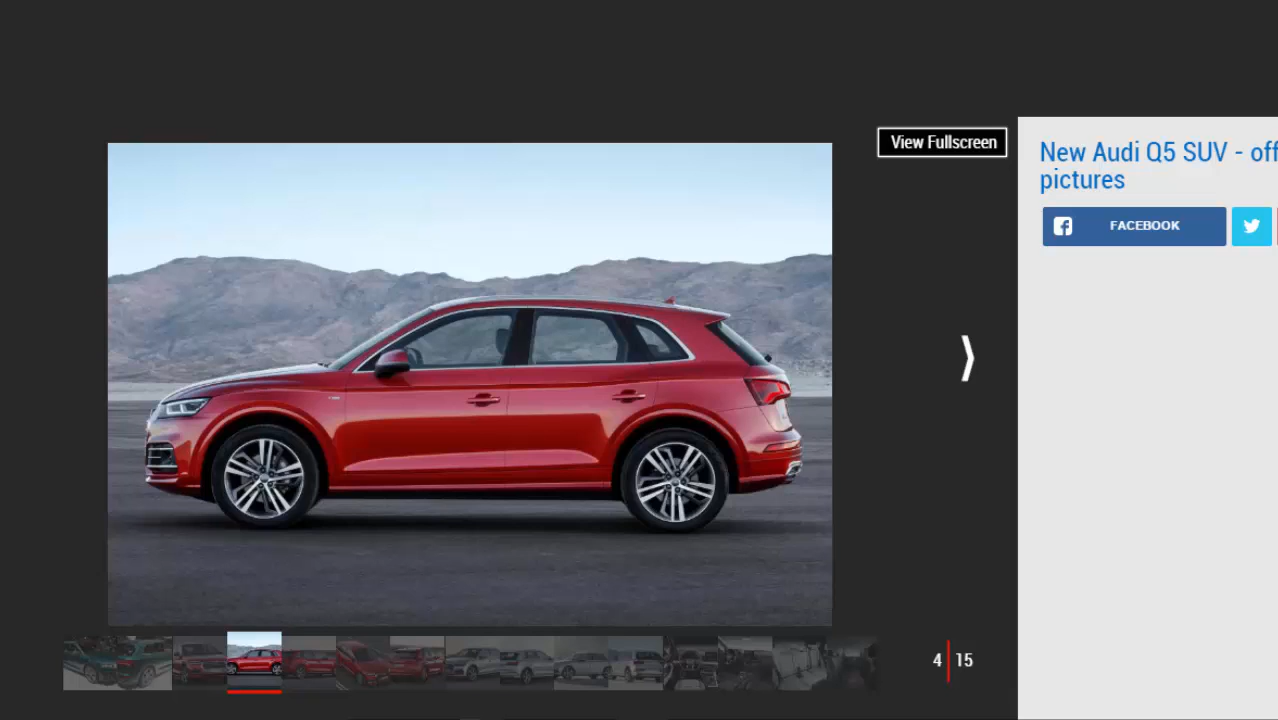 View Fullscreen
New Audi Q5 SUV - off
pictures
FACEBOOK
4 15